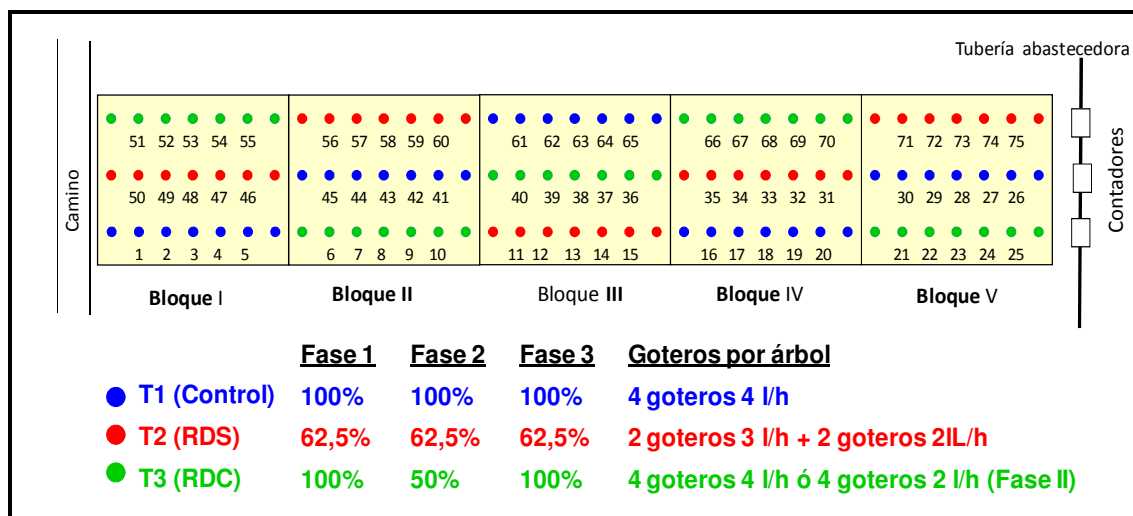 Tubería abastecedora
Camino
Contadores
51 52 53 54 55 56 57 58 59 60 61 62 63 64 65 66 67 68 69 70 71 72 73 74 75
50 49 48 47 46 45 44 43 42 41 40 39 38 37 36 35 34 33 32 31 30 29 28 27 26
1 2 3 4 5 6 7 8 9 10 11 12 13 14 15 16 17 18 19 20 21 22 23 24 25
Bloque I Bloque II Bloque III Bloque IV Bloque V
Fase 1 Fase 2 Fase 3 Goteros por árbol
T1 (Control) 100% 100% 100% 4 goteros 4 l/h
T2 (RDS) 62,5% 62,5% 62,5% 2 goteros 3 l/h + 2 goteros 2lL/h
T3 (RDC) 100% 50% 100% 4 goteros 4 l/h ó 4 goteros 2 l/h (Fase II)